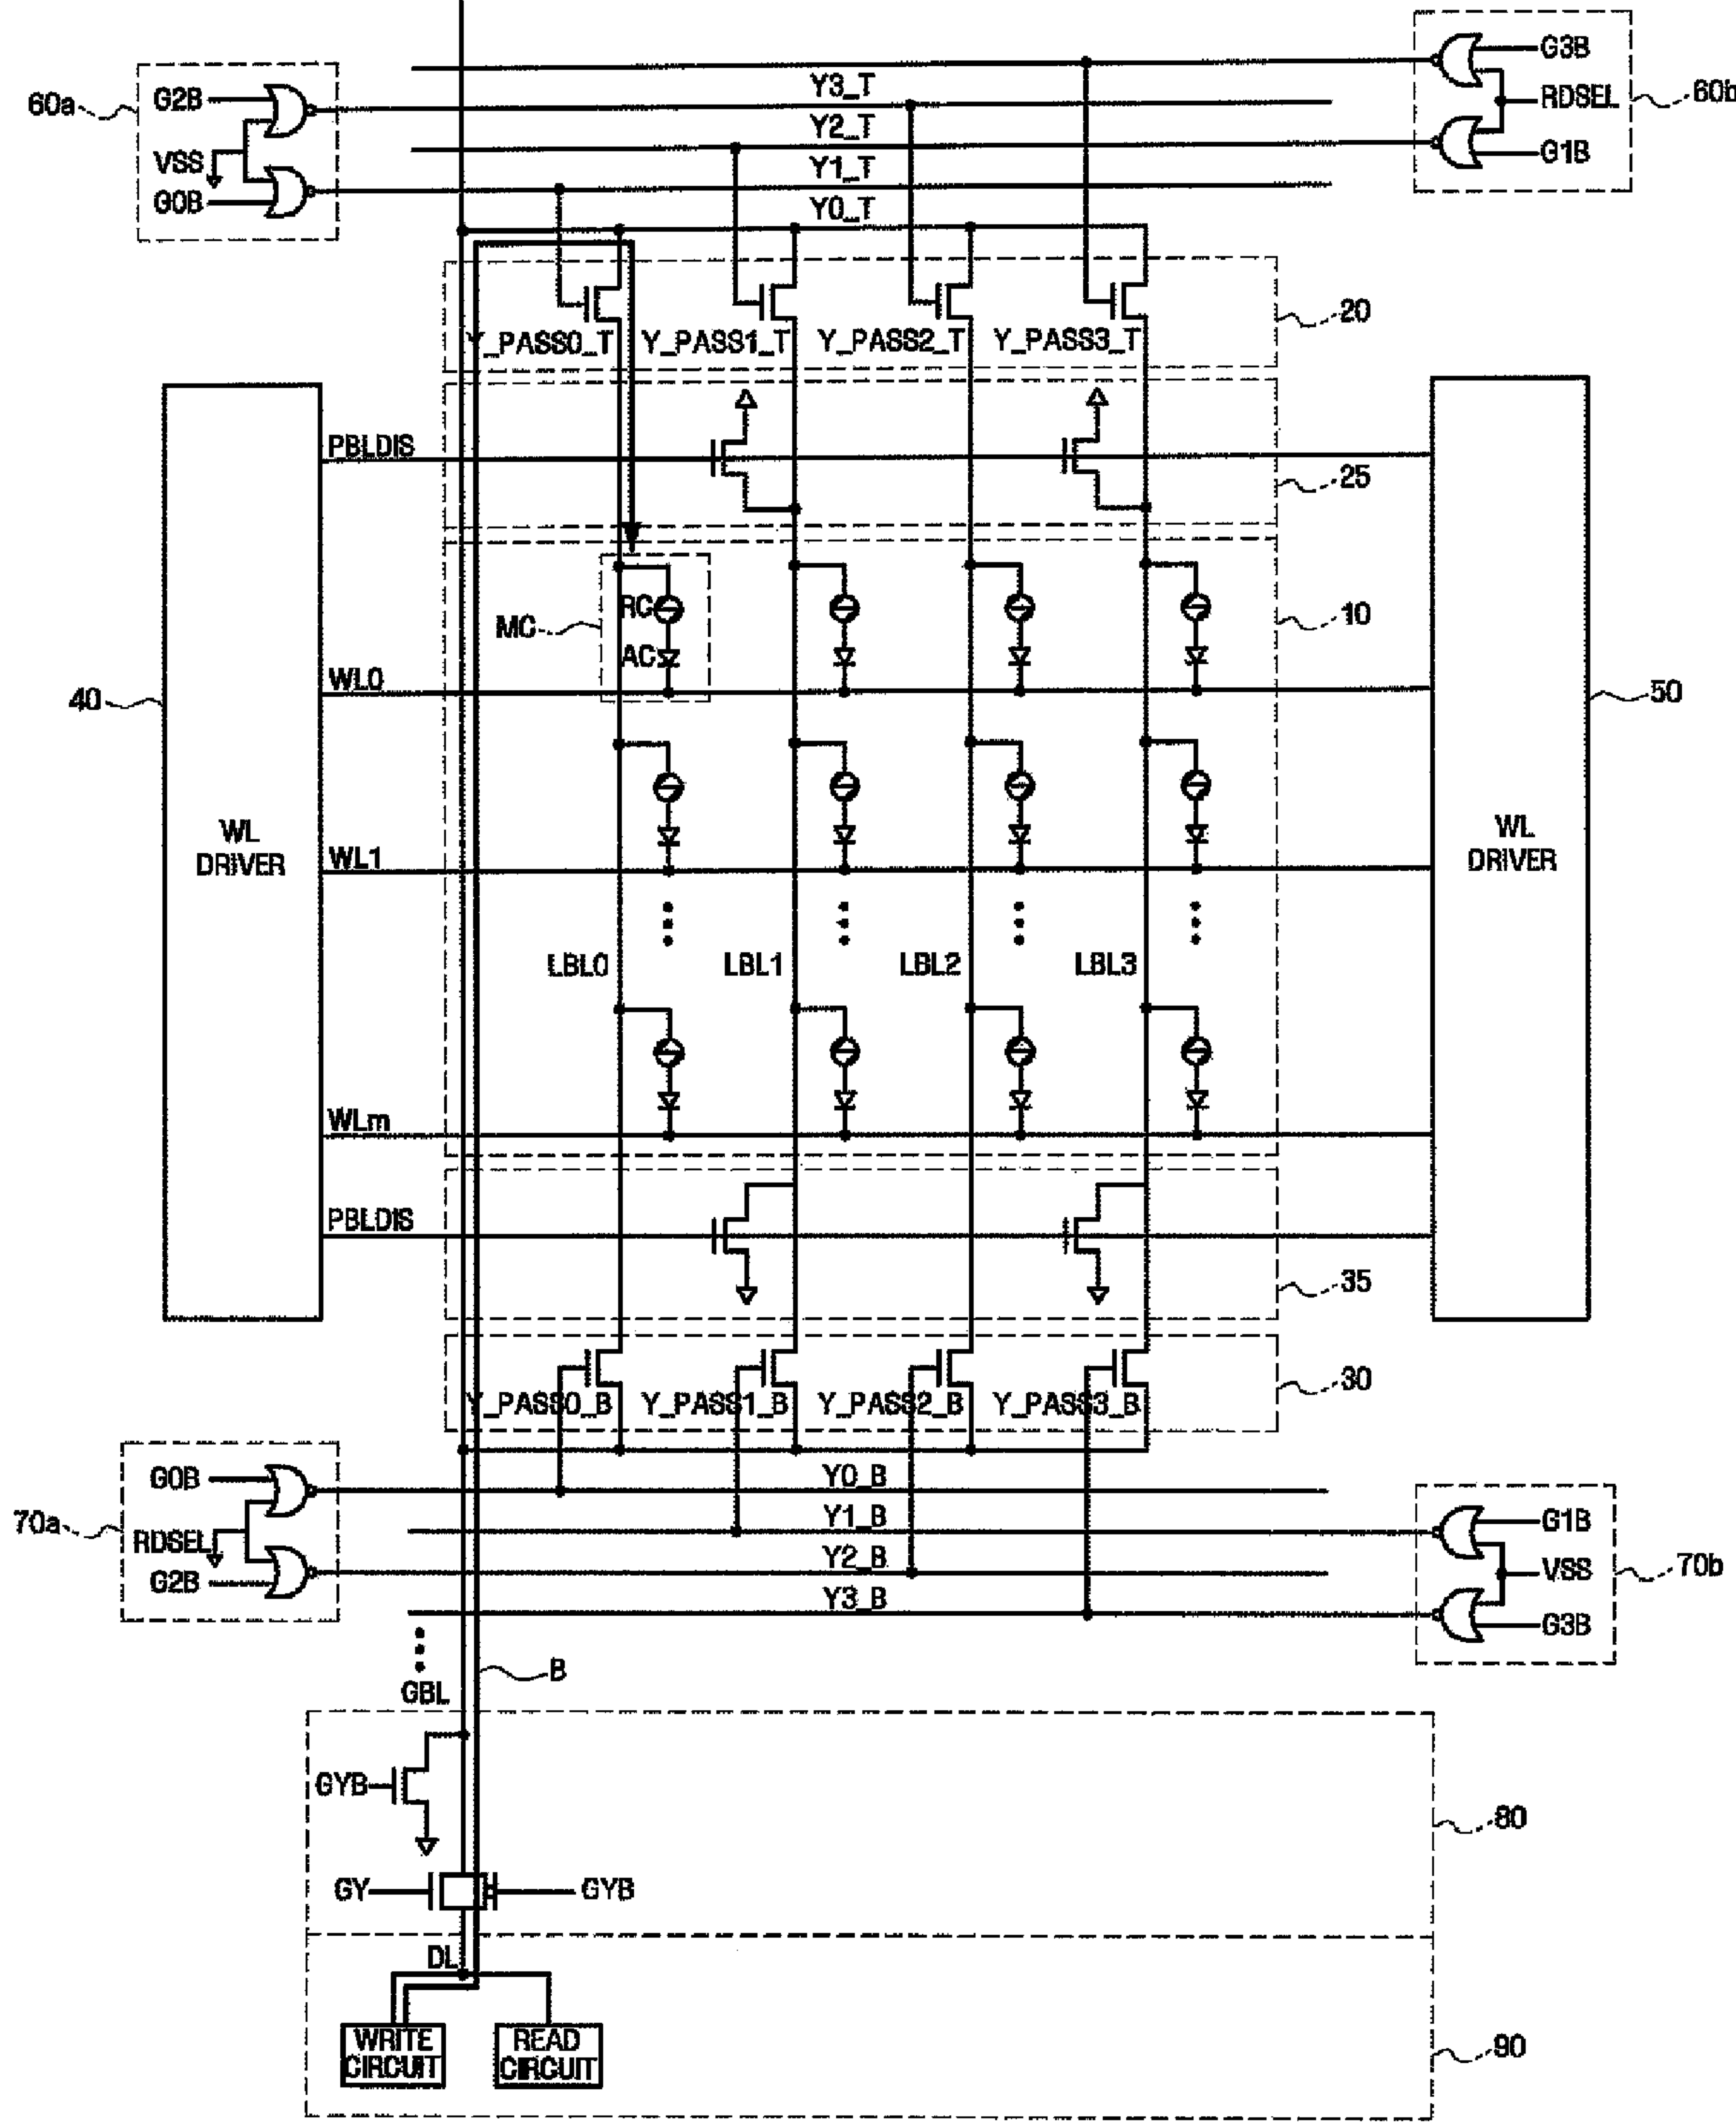 G3B
60a
G2B
Y3_T
RDSEL
60b
Y2_T
VSS
Y1_T
G1B
G0B
Y0_T
20
Y_PASS0_T
Y_PASS1_T
Y_PASS2_T
Y_PASS3_T
PBLDIS
25
MC
RC
10
AC
WL0
40
50
WL
DRIVER
WL
DRIVER
WL1
LBL0
LBL1
LBL2
LBL3
WLm
PBLDIS
35
30
Y_PASS0_B
Y_PASS1_B
Y_PASS2_B
Y_PASS3_B
G0B
Y0_B
70a
Y1_B
G1B
RDSEL
Y2_B
VSS
70b
G2B
Y3_B
G3B
B
GBL
GYB
80
GY
GYB
DL
WRITE
CIRCUIT
READ
CIRCUIT
90